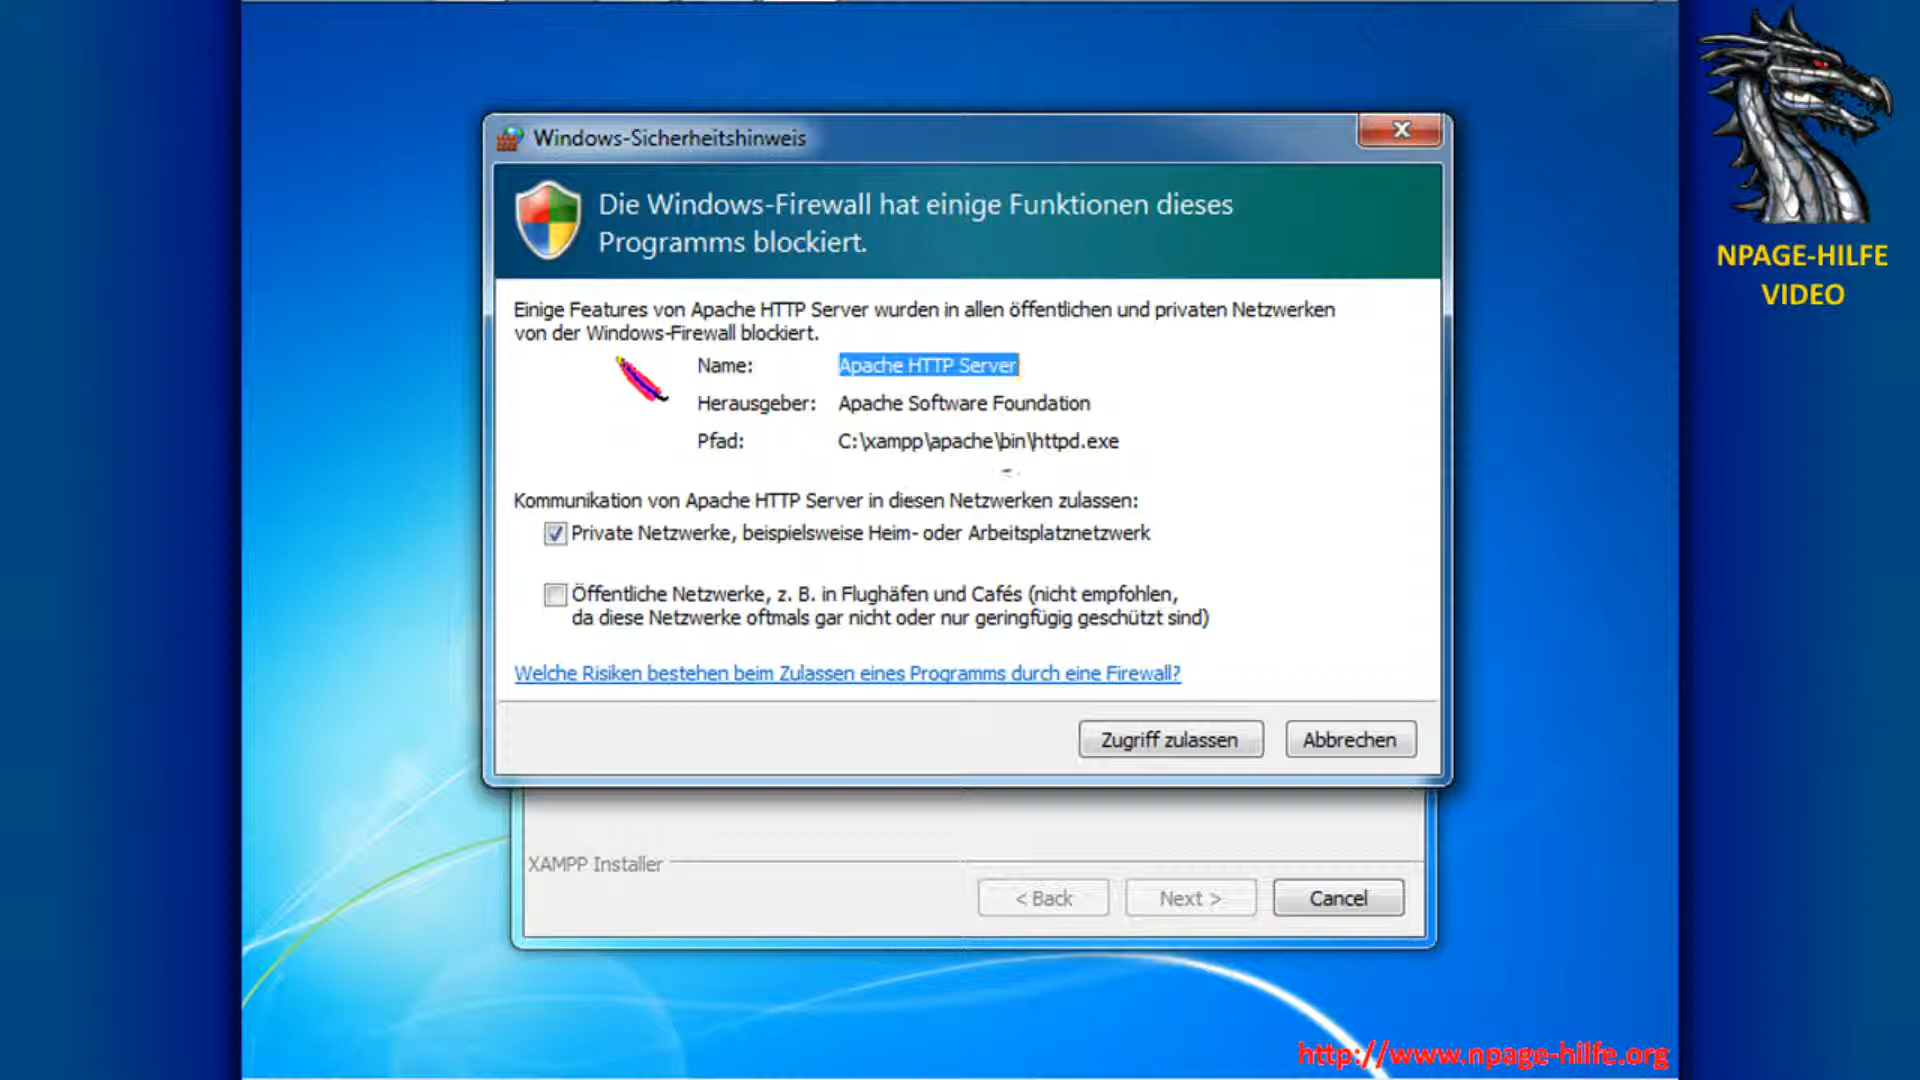 Windows-Sicherheitshinweis
Die Windows-Firewall hat einige Funktionen dieses
Programms blockiert.
Einige Features von Apache HTTP Server wurden in allen öffentlichen und privaten Netzwerken
von der Windows-Firewall blockiert.
Name: Apache HTTP Server
Herausgeber: Apache Software Foundation
Pfad: C:\xampp\apache\bin\httpd.exe
Kommunikation von Apache HTTP Server in diesen Netzwerken zulassen:
Private Netzwerke, beispielsweise Heim- oder Arbeitsplatznetzwerk
Öffentliche Netzwerke, z. B. in Flughäfen und Cafés (nicht empfohlen,
da diese Netzwerke oftmals gar nicht oder nur geringfügig geschützt sind)
Welche Risiken bestehen beim Zulassen eines Programms durch eine Firewall?
Zugriff zulassen Abbrechen
XAMPP Installer
< Back Next > Cancel
NPAGE-HILFE
VIDEO
http://www.npage-hilfe.org